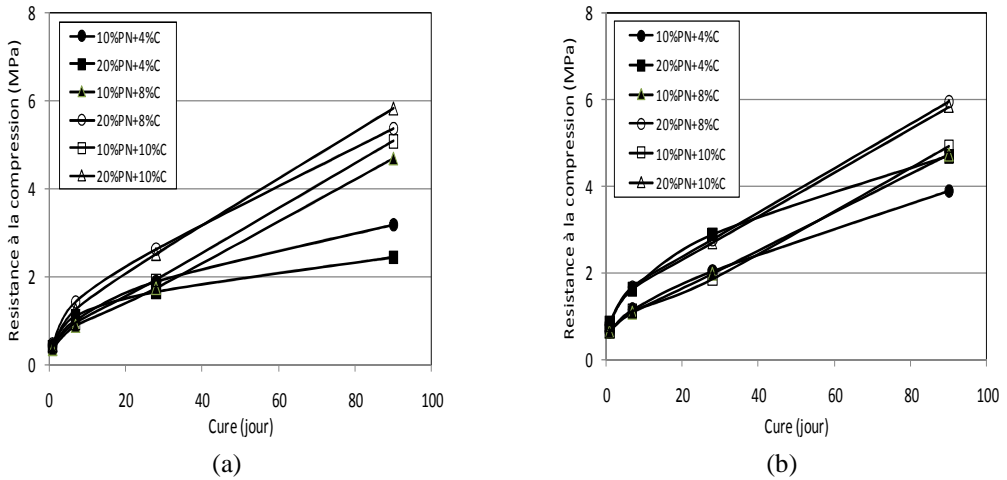 Resistance à la compression (MPa)
8
6
4
2
0
10%PN+4%C
20%PN+4%C
10%PN+8%C
20%PN+8%C
10%PN+10%C
20%PN+10%C
0 20 40 60 80 100
Cure (jour)
(a)
Resistance à la compression (MPa)
8
6
4
2
0
10%PN+4%C
20%PN+4%C
10%PN+8%C
20%PN+8%C
10%PN+10%C
20%PN+10%C
0 20 40 60 80 100
Cure (jour)
(b)